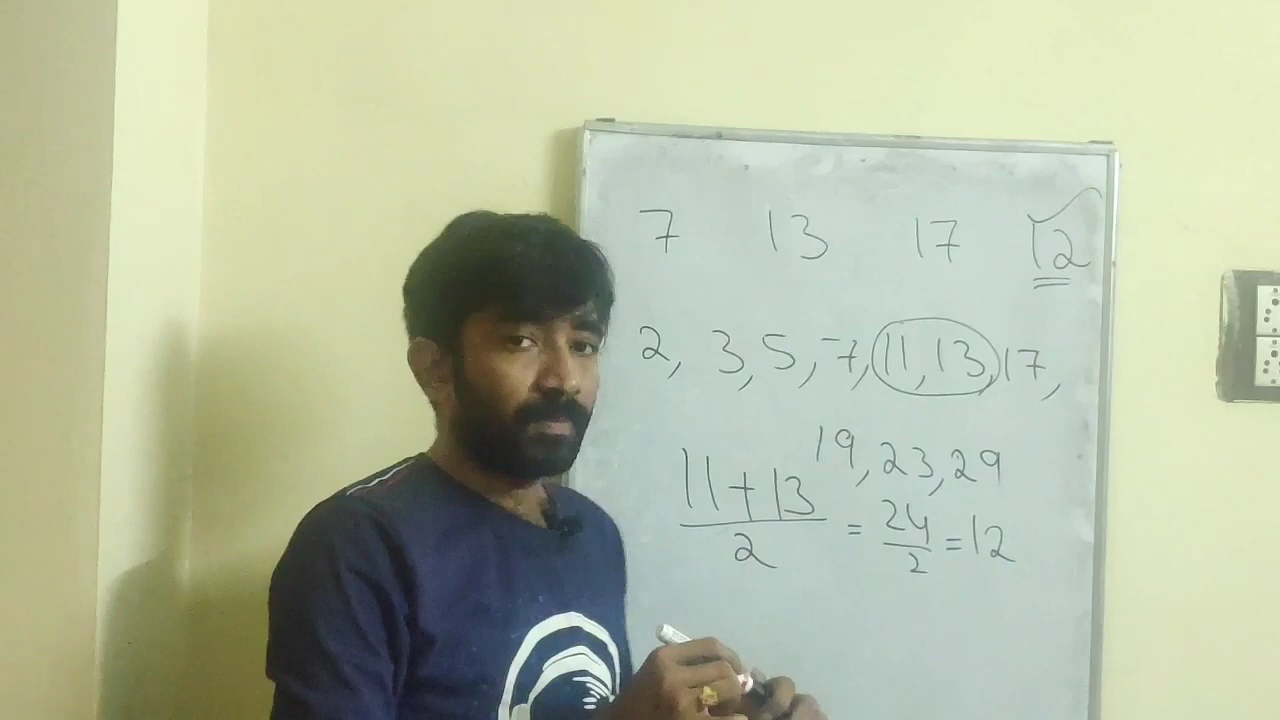 7 13 17 12
2, 3, 5, 7, 11, 13, 17,
19, 23, 29
11+13/2 = 24/2 = 12